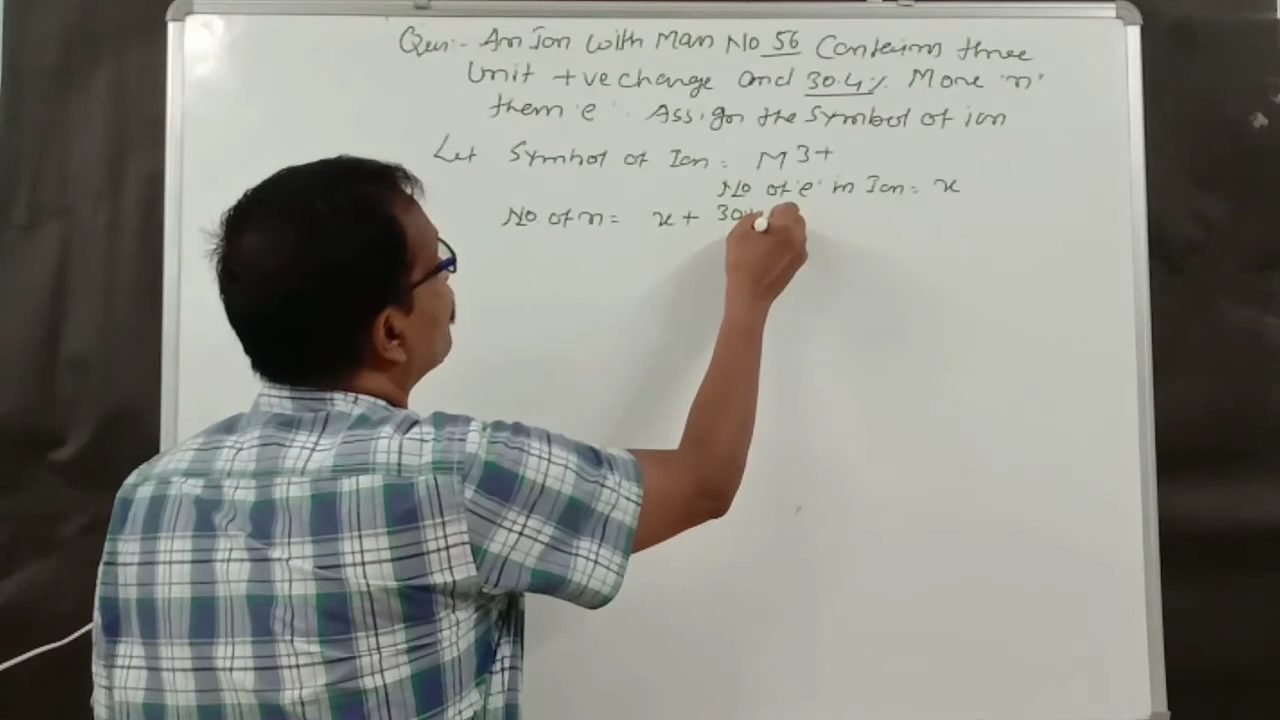 Ques:- An Ion with Mass No 56 Contains three
Unit +ve charge and 30.4% More 'n'
them e . Assign the Symbol of ion
Let Symbol of Ion = M3+
No of 'e' in Ion = x
No. of n = x + 30.